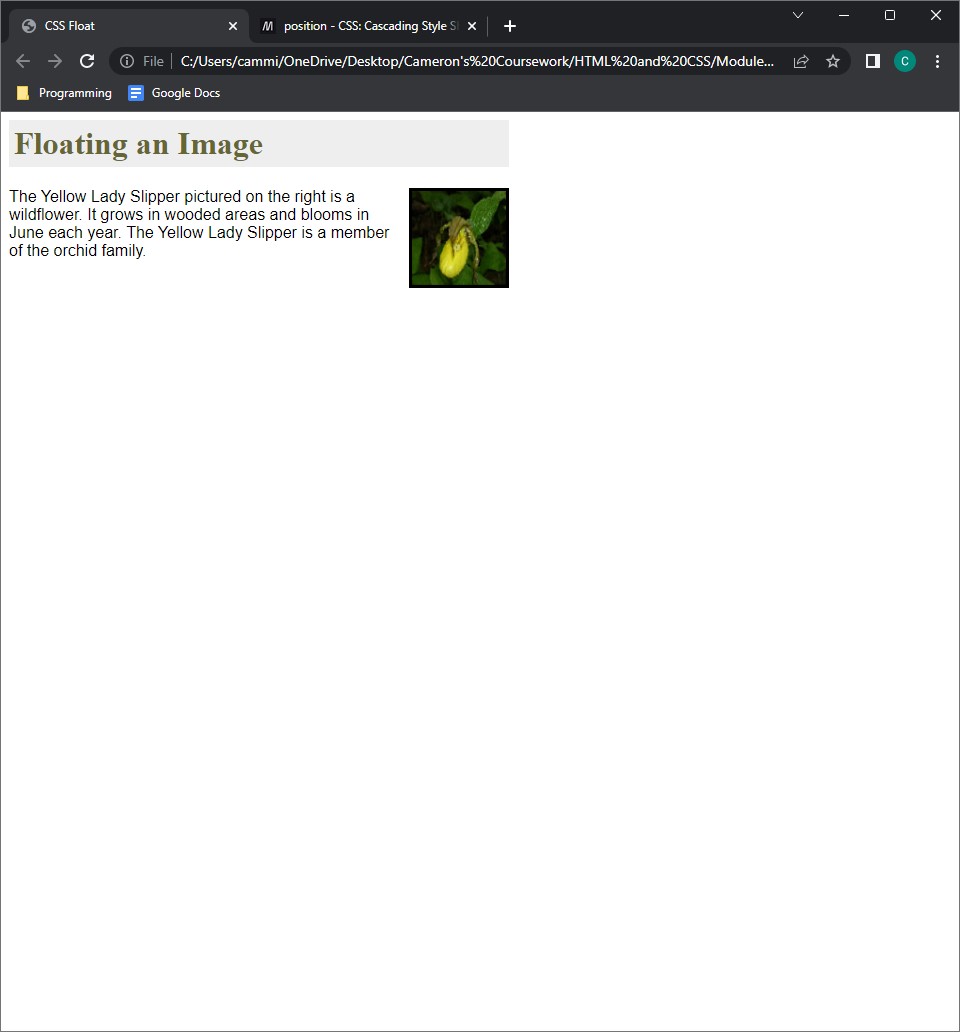 CSS Float
position - CSS: Cascading Style
File
C:/Users/cammi/OneDrive/Desktop/Cameron's%20Coursework/HTML%20and%20CSS/Module...
C
Programming
Google Docs
Floating an Image
The Yellow Lady Slipper pictured on the right is a
wildflower. It grows in wooded areas and blooms in
June each year. The Yellow Lady Slipper is a member
of the orchid family.